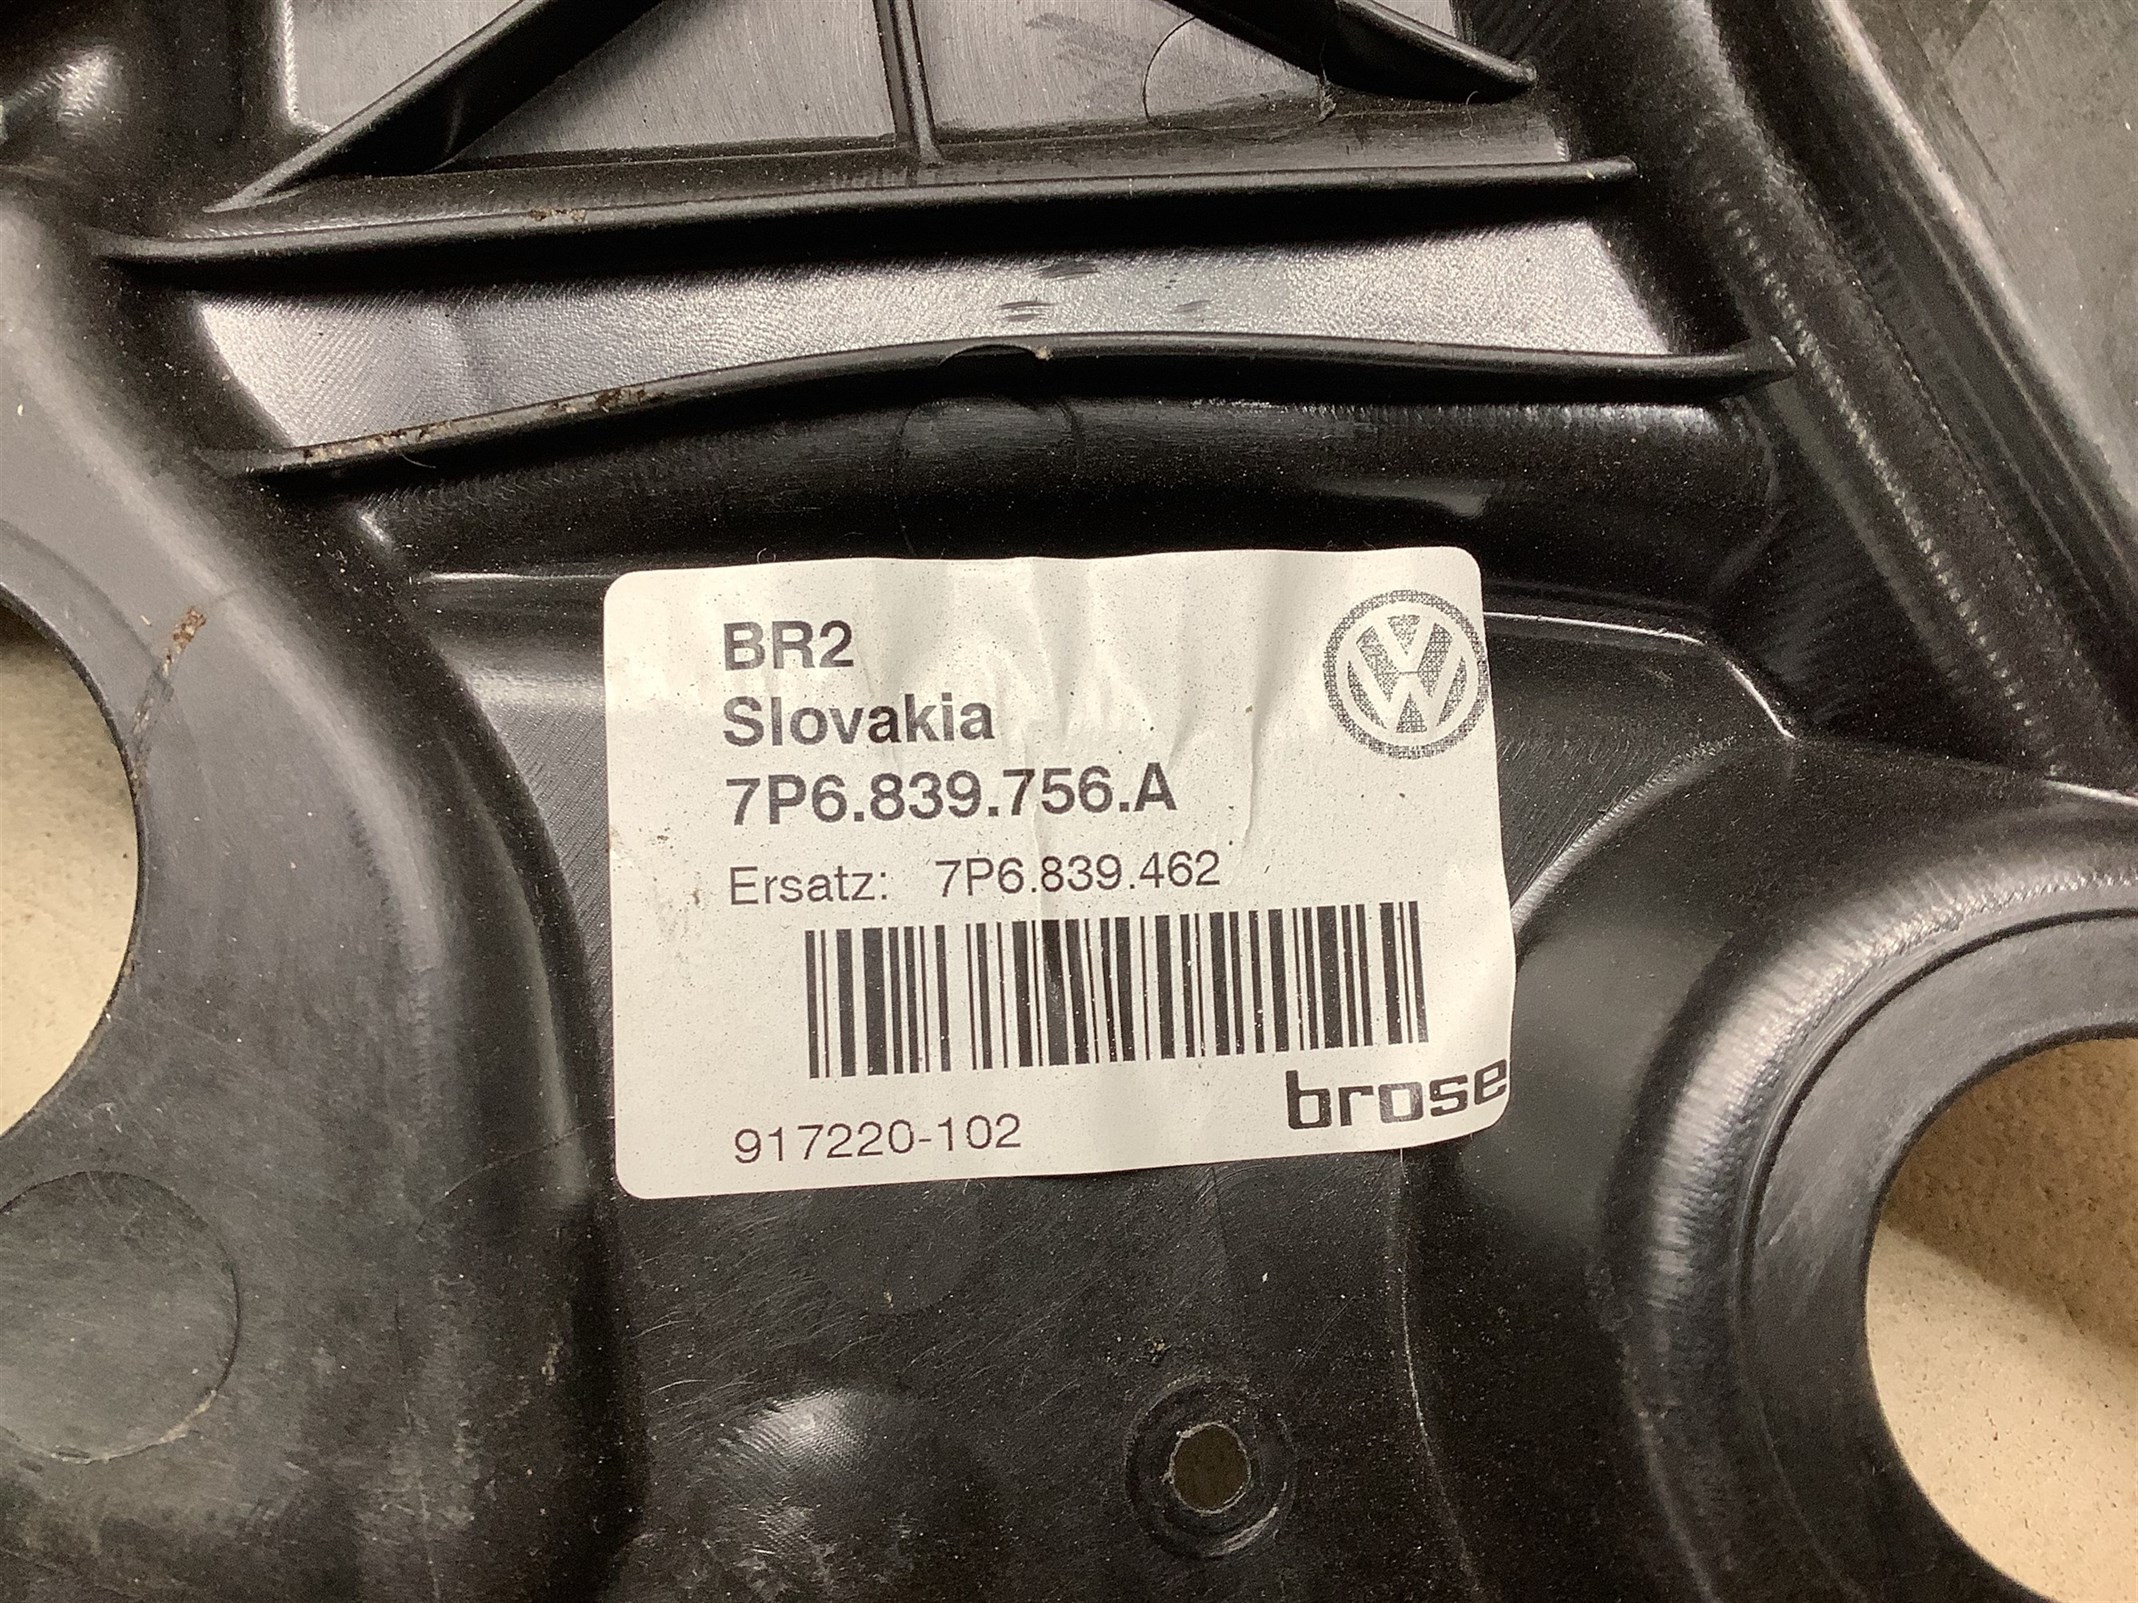 BR2
Slovakia
7P6.839.756.A
Ersatz: 7P6.839.462
brose
917220-102